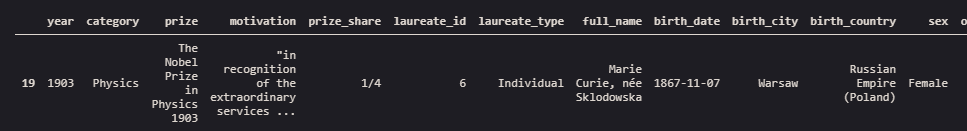 year category prize motivation prize_share laureate_id laureate_type full_name birth_date birth_city birth_country sex
The
Nobel "in
Prize recognition Marie Russian
19 1903 Physics in of the 1/4 6 Individual Curie, née 1867-11-07 Warsaw Empire Female
Physics extraordinary Sklodowska (Poland)
1903 services ...